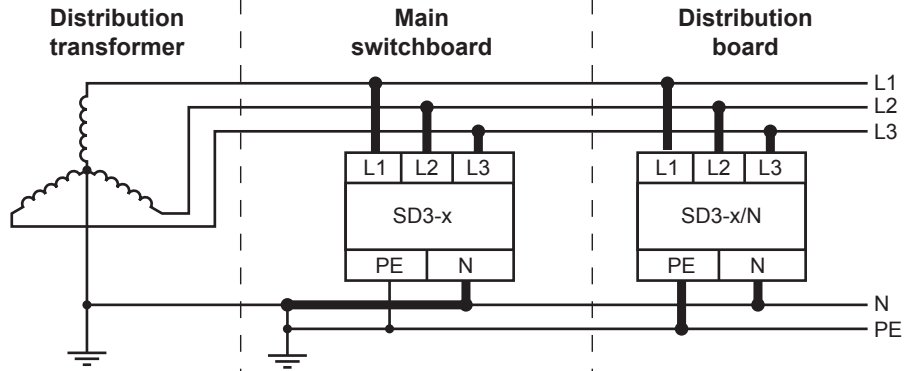 Distribution
transformer
Main
switchboard
Distribution
board
L1
L2
L3
L1 L2 L3
SD3-x
PE N
L1 L2 L3
SD3-x/N
PE N
N
PE